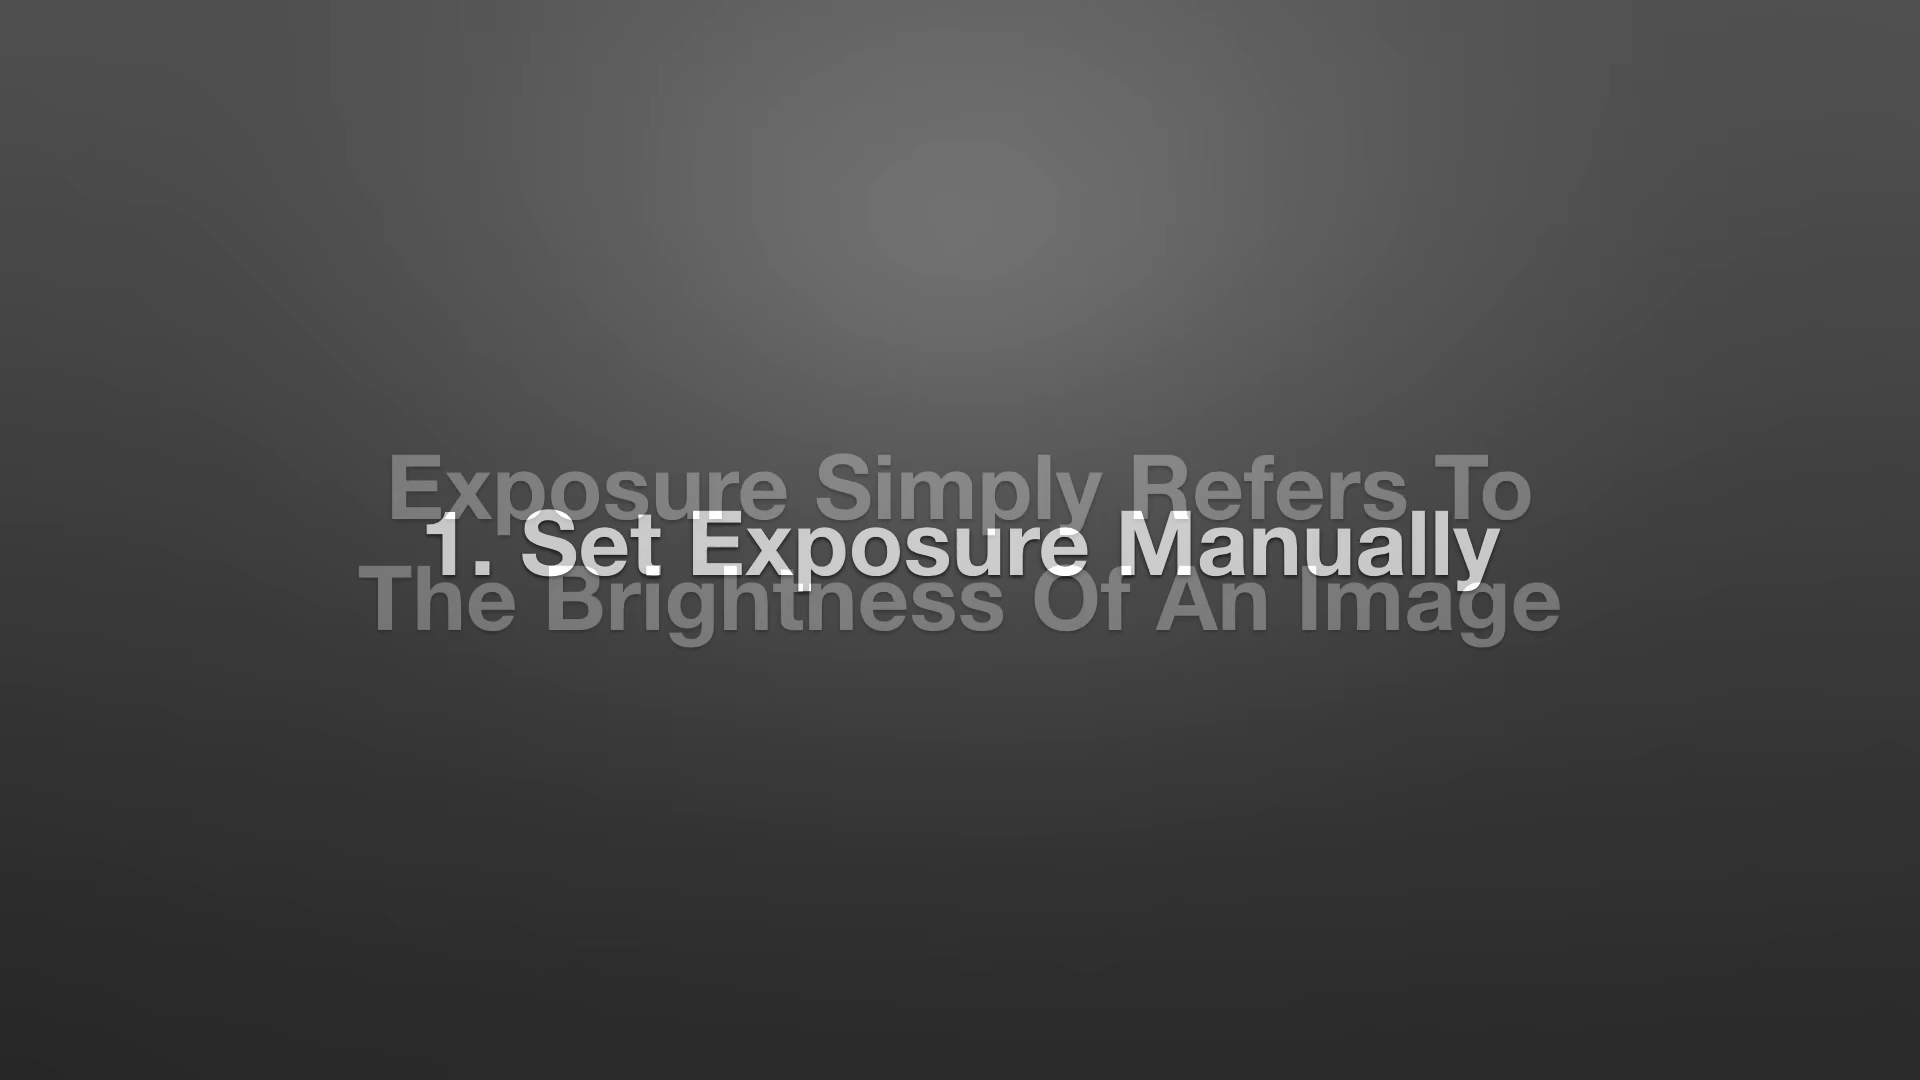 Exposure Simply Refers To
1. Set Exposure Manually
The Brightness Of An Image